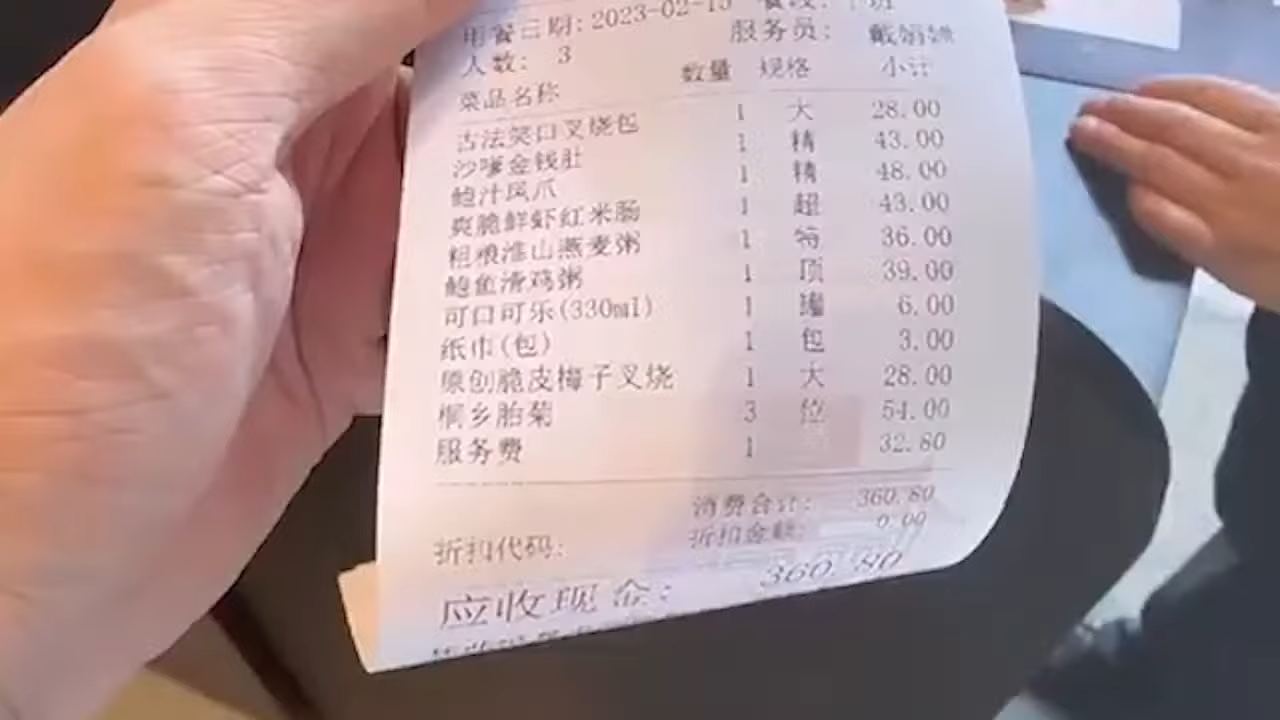 用餐日期:2023-02-15 餐段: 
人数: 3 服务员: 戴娟
菜品名称 数量 规格 小计
古法笑口叉烧包 1 大 28.00
沙嗲金钱肚 1 精 43.00
鲍汁凤爪 1 精 48.00
爽脆鲜虾红米肠 1 超 43.00
粗粮淮山燕麦粥 1 特 36.00
鲍鱼滑鸡粥 1 顶 39.00
可口可乐(330ml) 1 罐 6.00
纸巾(包) 1 包 3.00
原创脆皮梅子叉烧 1 大 28.00
桐乡胎菊 3 位 54.00
服务费 1 32.80
消费合计: 360.80
折扣代码: 折扣金额: 0.00
应收现金: 360.80